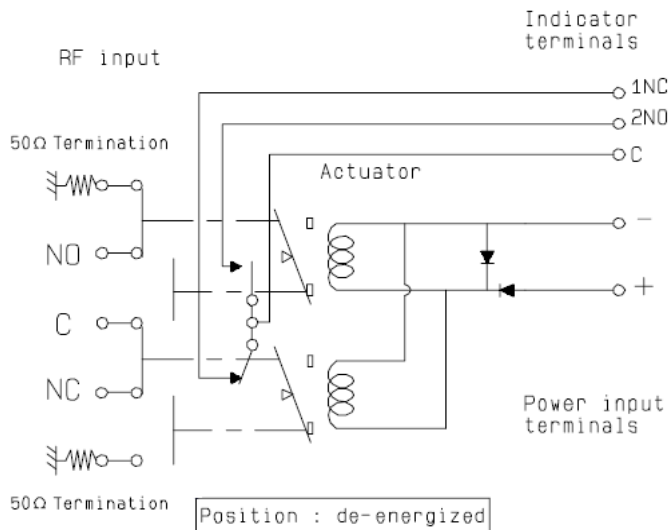 Indicator
terminals
RF input
1NC
2NO
50Ω Termination
C
Actuator
−
NO
+
C
NC
Power input
terminals
50Ω Termination
Position : de-energized